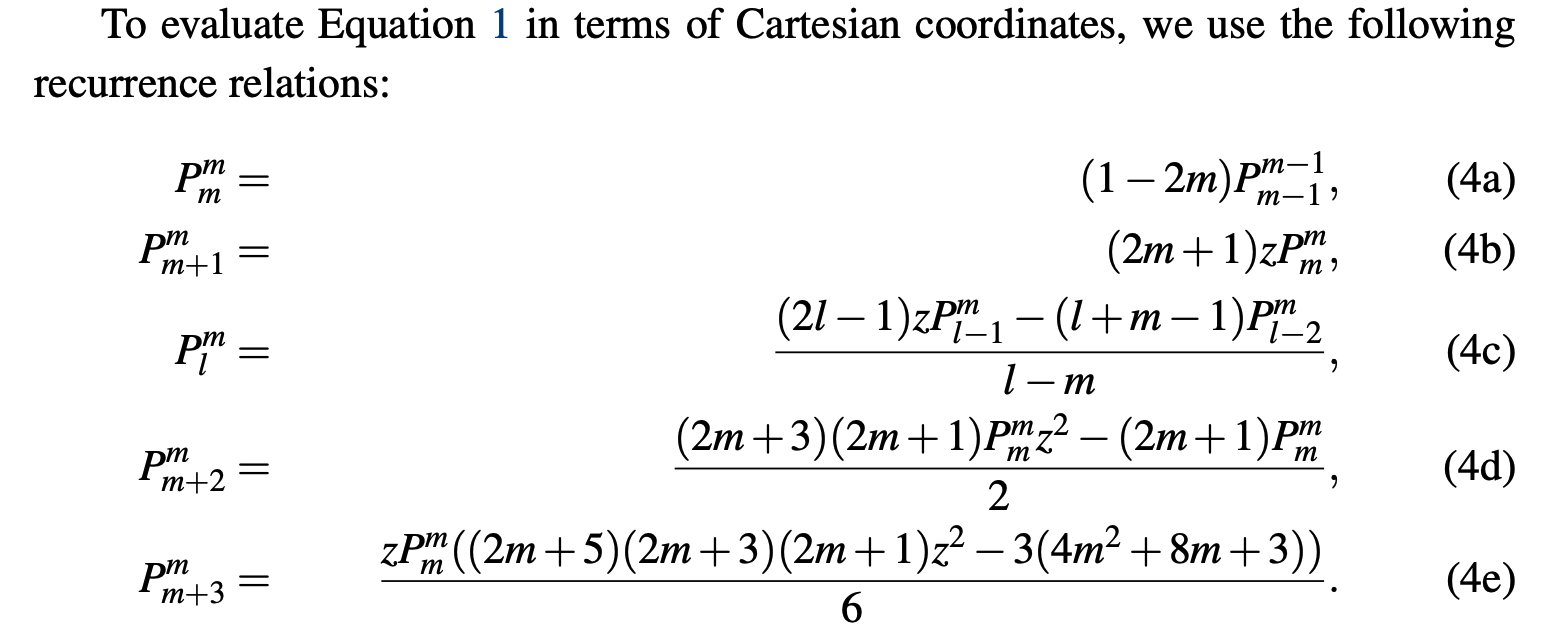 To evaluate Equation 1 in terms of Cartesian coordinates, we use the following
recurrence relations:
$P_m^m = (1-2m)P_{m-1}^{m-1},$ (4a)
$P_{m+1}^m = (2m+1)zP_m^m,$ (4b)
$P_l^m = \frac{(2l-1)zP_{l-1}^m - (l+m-1)P_{l-2}^m}{l-m},$ (4c)
$P_{m+2}^m = \frac{(2m+3)(2m+1)P_m^m z^2 - (2m+1)P_m^m}{2},$ (4d)
$P_{m+3}^m = \frac{zP_m^m((2m+5)(2m+3)(2m+1)z^2 - 3(4m^2+8m+3))}{6}.$ (4e)